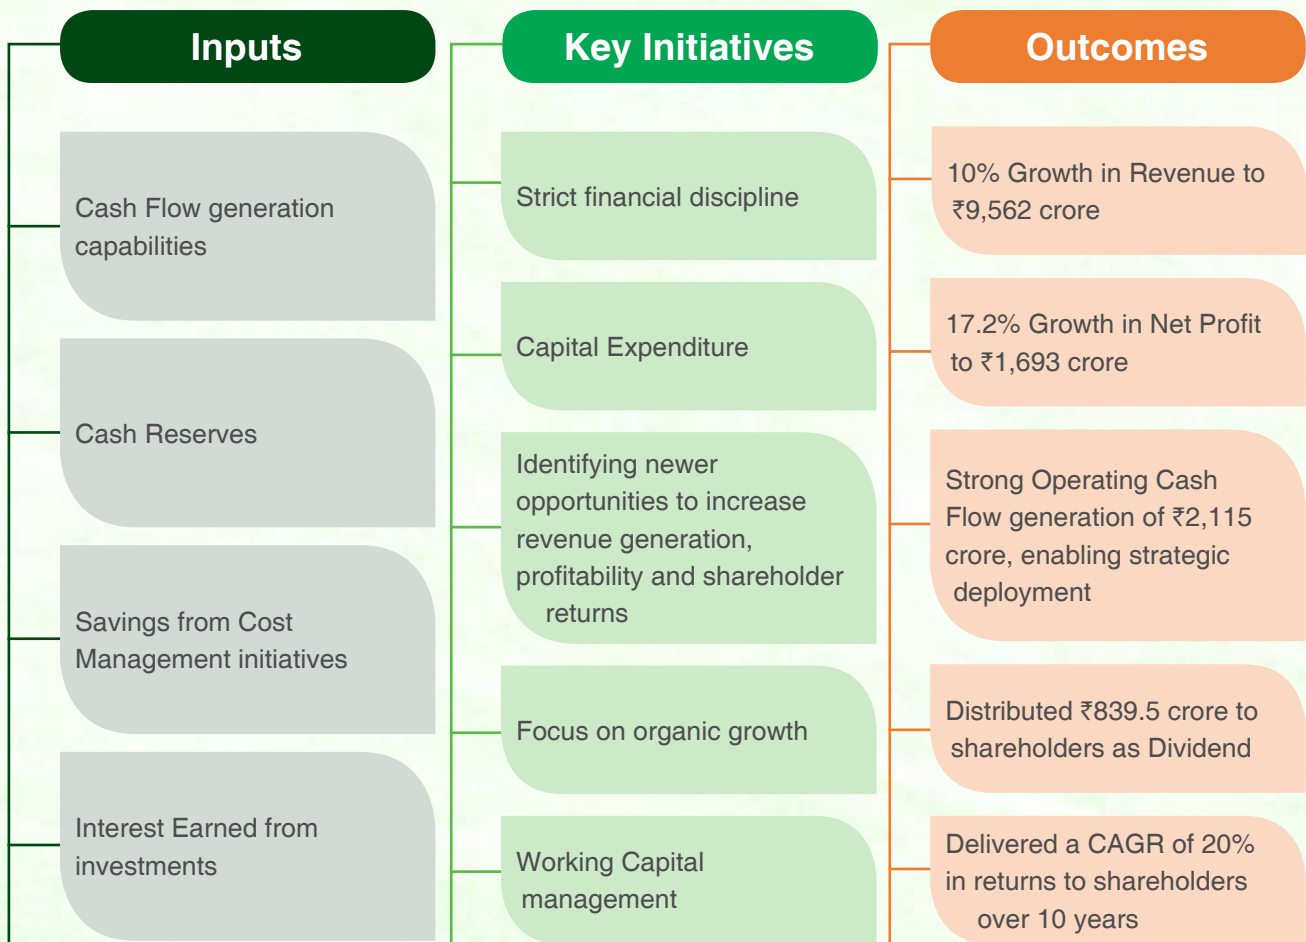 Inputs
Cash Flow generation
capabilities
Cash Reserves
Savings from Cost
Management initiatives
Interest Earned from
investments
Key Initiatives
Strict financial discipline
Capital Expenditure
Identifying newer
opportunities to increase
revenue generation,
profitability and shareholder
returns
Focus on organic growth
Working Capital
management
Outcomes
10% Growth in Revenue to
₹9,562 crore
17.2% Growth in Net Profit
to ₹1,693 crore
Strong Operating Cash
Flow generation of ₹2,115
crore, enabling strategic
deployment
Distributed ₹839.5 crore to
shareholders as Dividend
Delivered a CAGR of 20%
in returns to shareholders
over 10 years